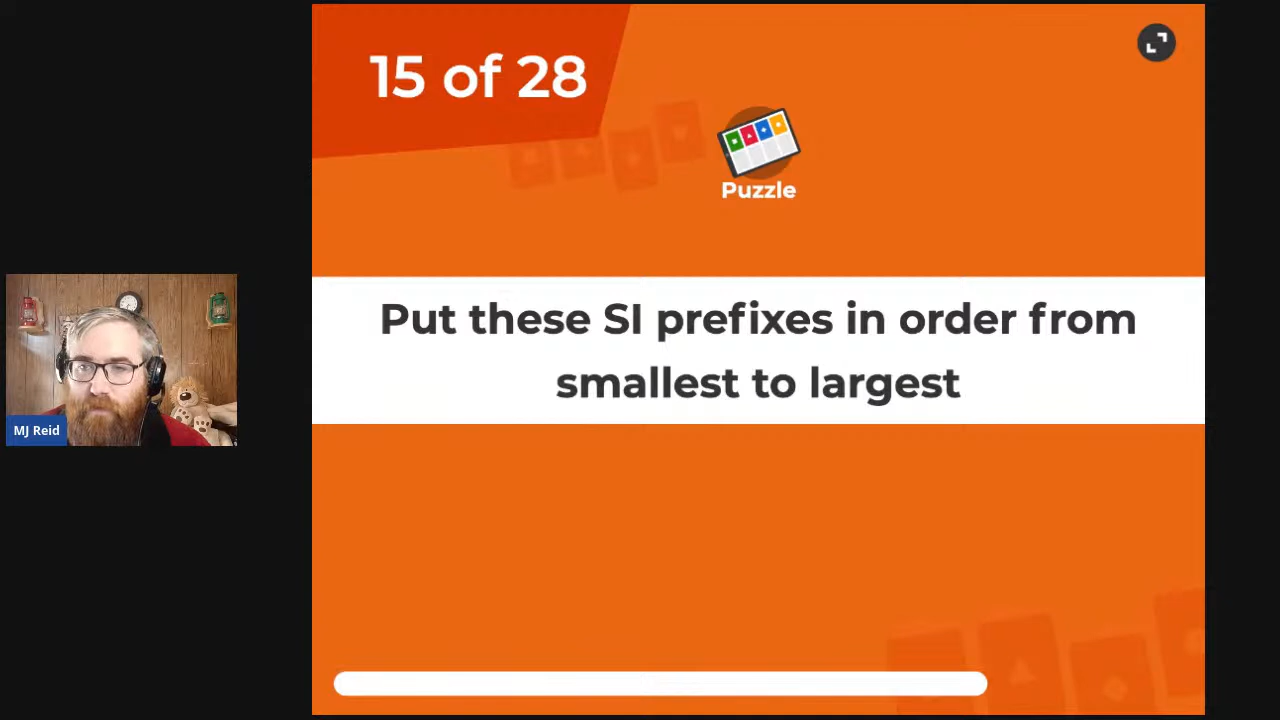 15 of 28
Puzzle
Put these SI prefixes in order from
smallest to largest
MJ Reid